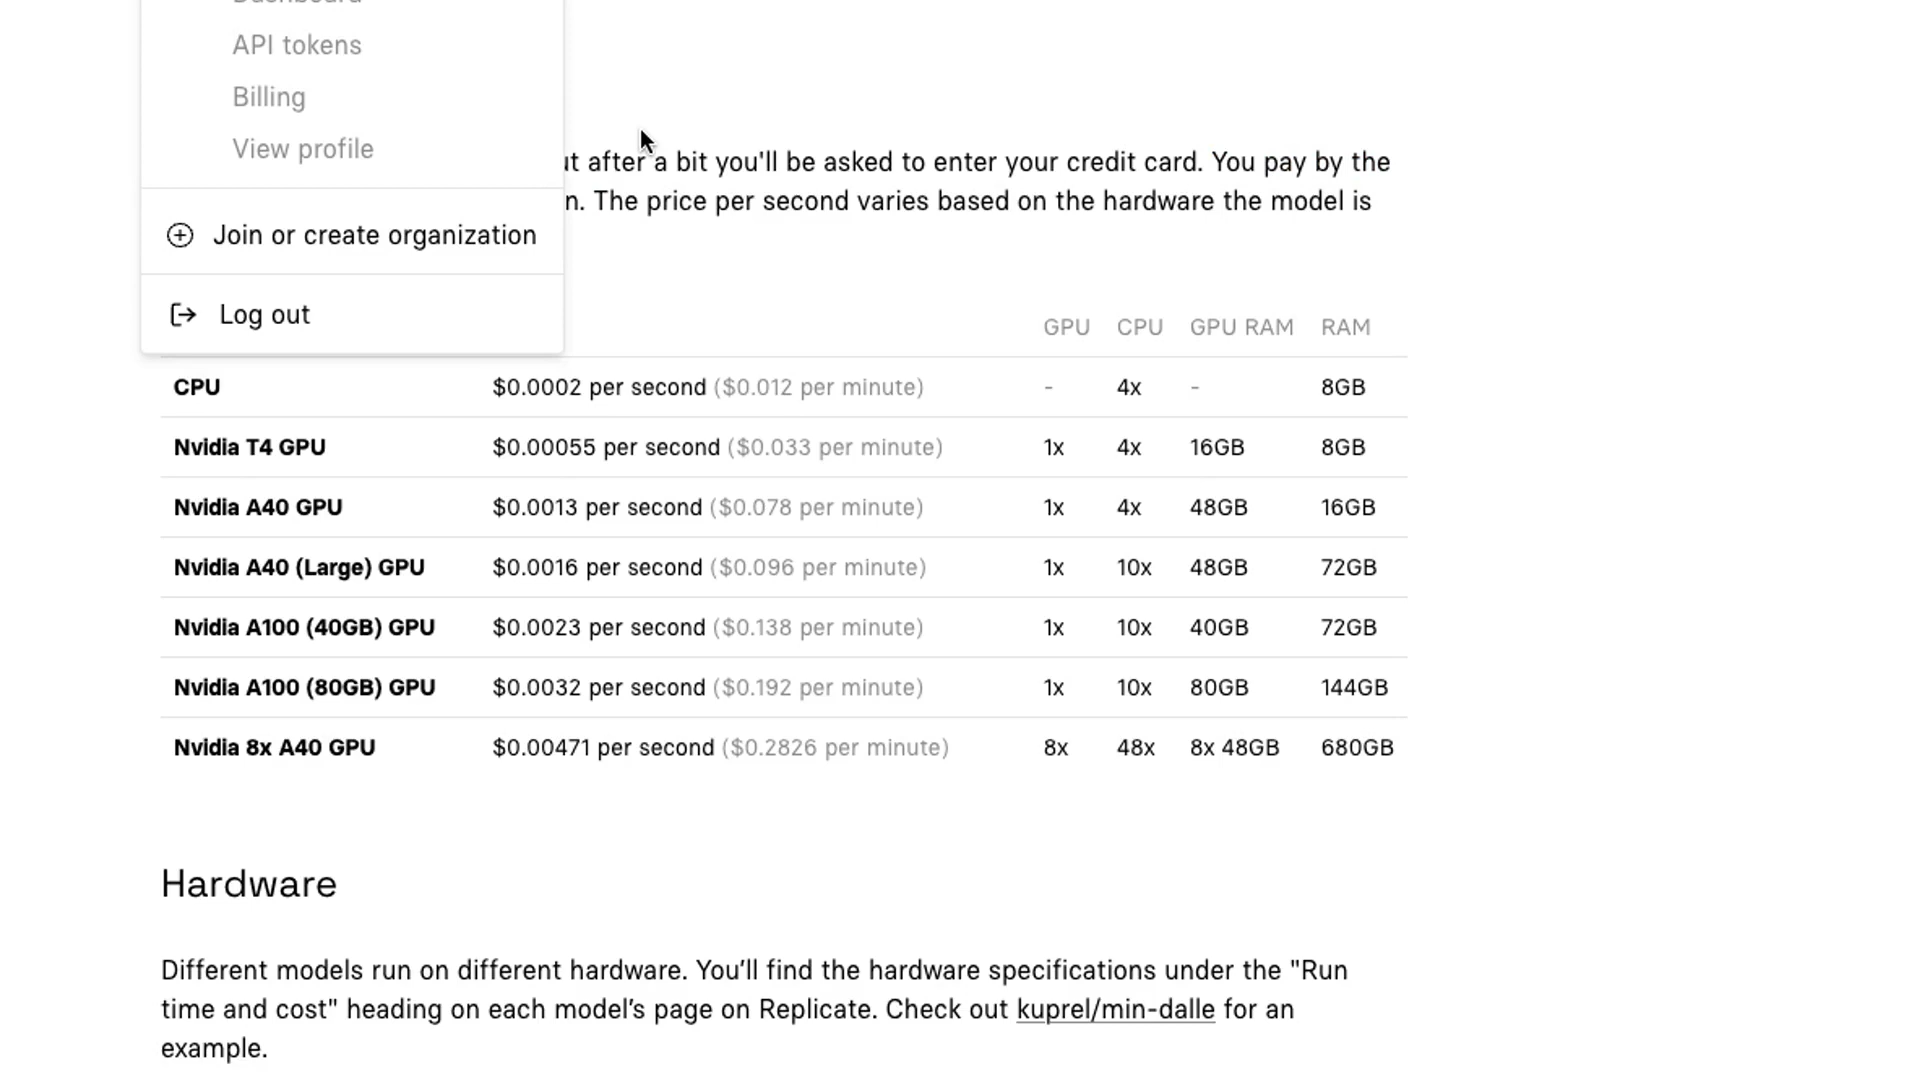 Dashboard
API tokens
Billing
View profile
Join or create organization
Log out
ut after a bit you'll be asked to enter your credit card. You pay by the
n. The price per second varies based on the hardware the model is
GPU CPU GPU RAM RAM
CPU $0.0002 per second ($0.012 per minute) - 4x - 8GB
Nvidia T4 GPU $0.00055 per second ($0.033 per minute) 1x 4x 16GB 8GB
Nvidia A40 GPU $0.0013 per second ($0.078 per minute) 1x 4x 48GB 16GB
Nvidia A40 (Large) GPU $0.0016 per second ($0.096 per minute) 1x 10x 48GB 72GB
Nvidia A100 (40GB) GPU $0.0023 per second ($0.138 per minute) 1x 10x 40GB 72GB
Nvidia A100 (80GB) GPU $0.0032 per second ($0.192 per minute) 1x 10x 80GB 144GB
Nvidia 8x A40 GPU $0.00471 per second ($0.2826 per minute) 8x 48x 8x 48GB 680GB
Hardware
Different models run on different hardware. You’ll find the hardware specifications under the "Run
time and cost" heading on each model’s page on Replicate. Check out kuprel/min-dalle for an
example.